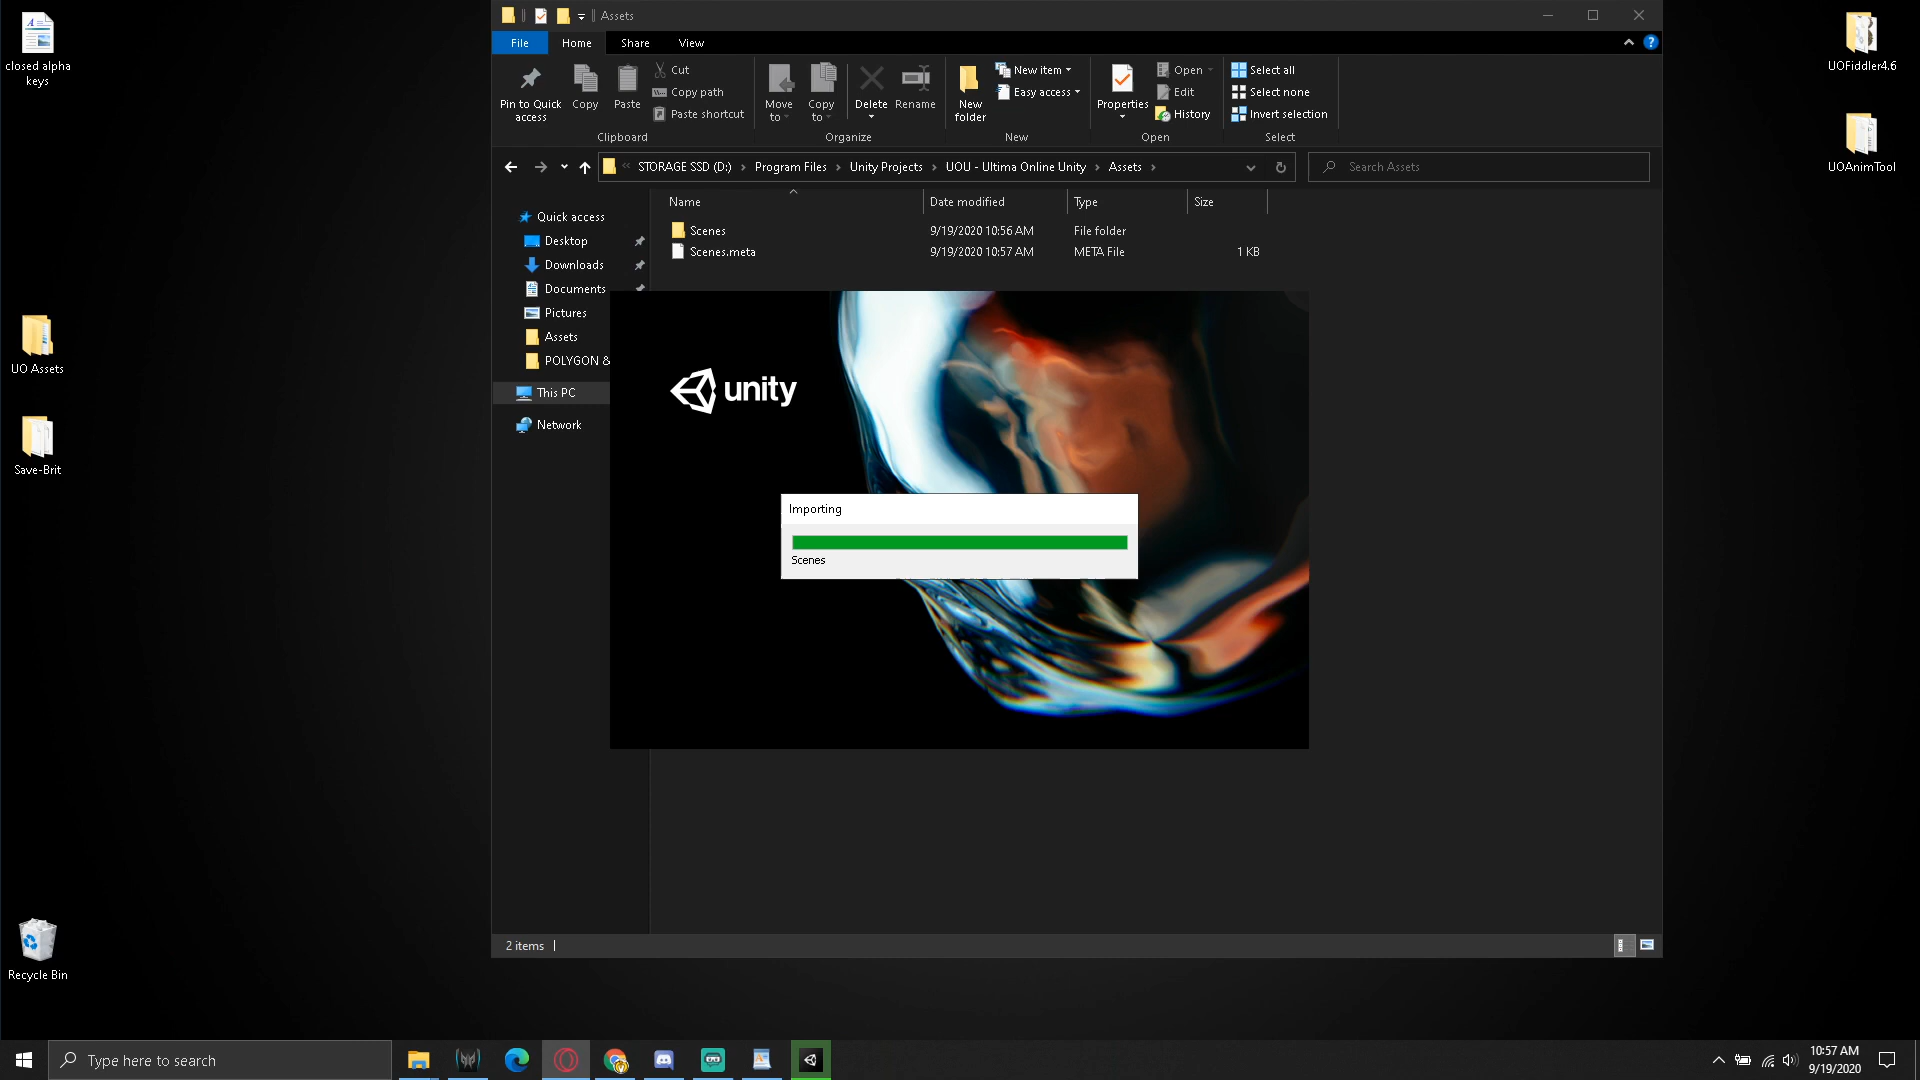 closed alpha
keys
UO Assets
Save-Brit
Recycle Bin
Assets
File
Home
Share
View
Pin to Quick
access
Copy
Paste
Cut
Copy path
Paste shortcut
Clipboard
Move
to
Copy
to
Delete
Rename
Organize
New
folder
New item
Easy access
New
Properties
Open
Edit
History
Open
Select all
Select none
Invert selection
Select
STORAGE SSD (D:) Program Files Unity Projects UOU - Ultima Online Unity Assets
Search Assets
Quick access
Desktop
Downloads
Documents
Pictures
Assets
POLYGON &
This PC
Network
Name Date modified Type Size
Scenes 9/19/2020 10:56 AM File folder
Scenes.meta 9/19/2020 10:57 AM META File 1 KB
unity
Importing
Scenes
2 items
UOFiddler4.6
UOAnimTool
Type here to search
10:57 AM
9/19/2020